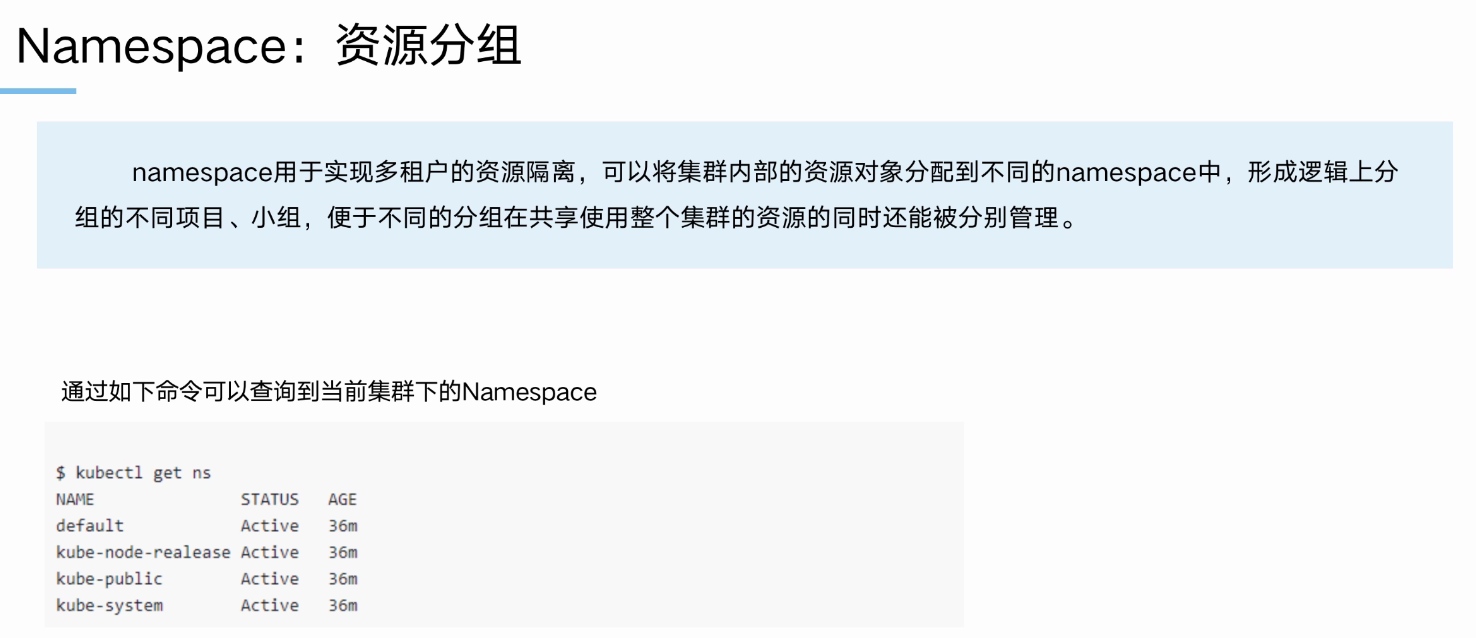 Namespace：资源分组
namespace用于实现多租户的资源隔离，可以将集群内部的资源对象分配到不同的namespace中，形成逻辑上分
组的不同项目、小组，便于不同的分组在共享使用整个集群的资源的同时还能被分别管理。
通过如下命令可以查询到当前集群下的Namespace
$ kubectl get ns
NAME STATUS AGE
default Active 36m
kube-node-realease Active 36m
kube-public Active 36m
kube-system Active 36m